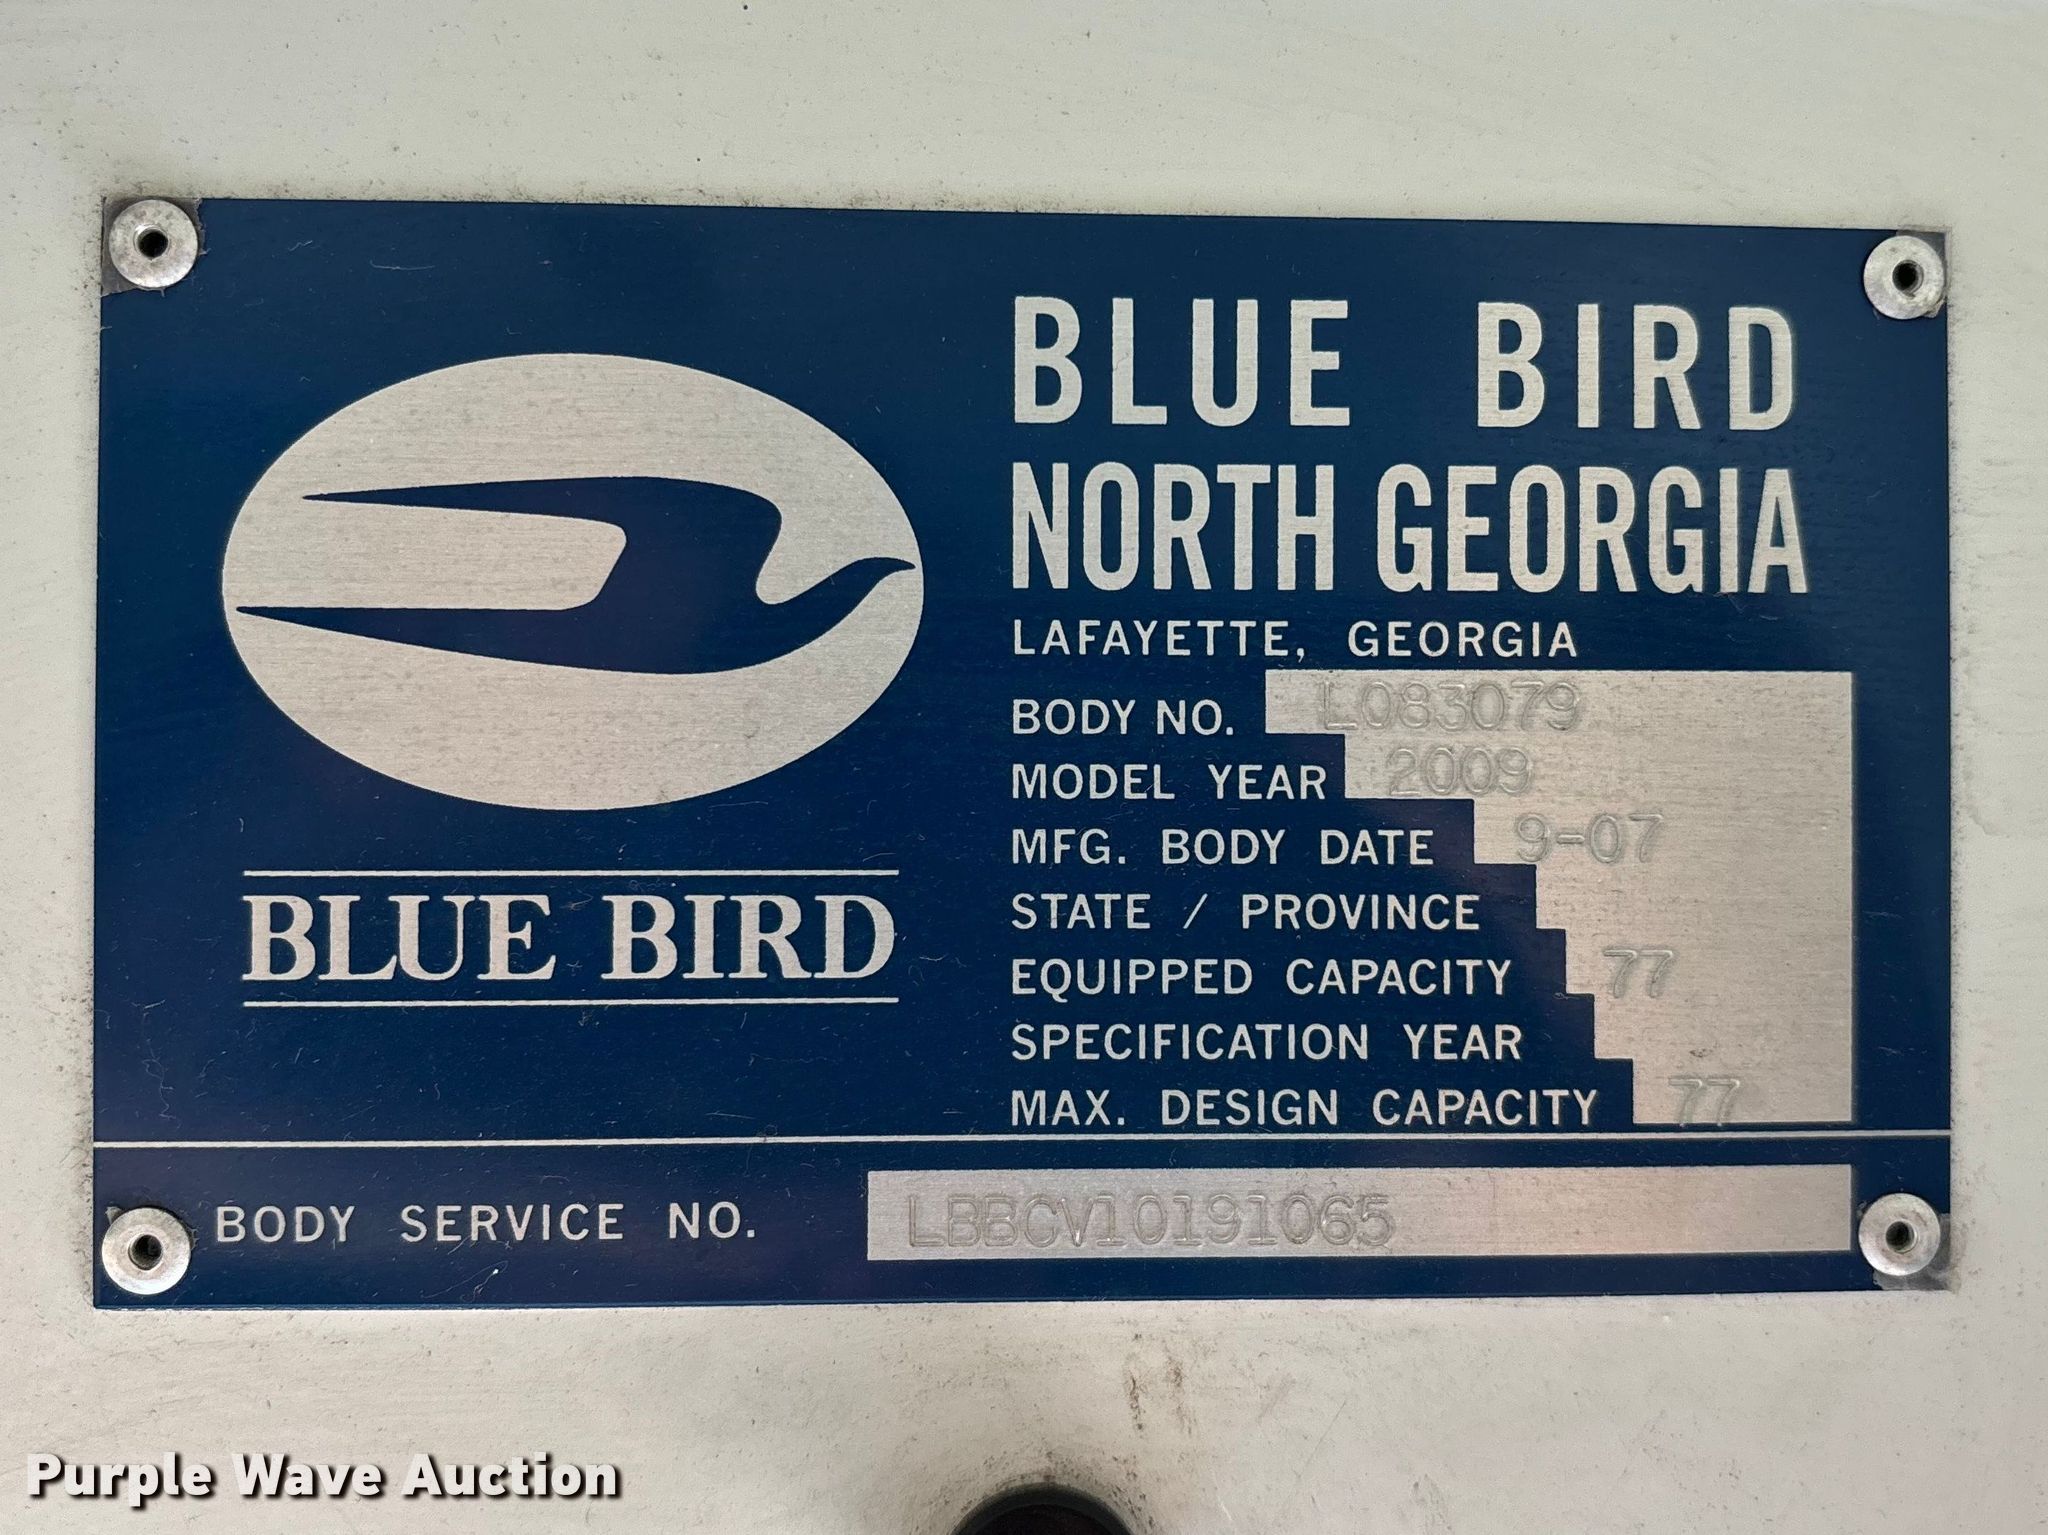 BLUE BIRD
NORTH GEORGIA
LAFAYETTE, GEORGIA
BODY NO. L083079
MODEL YEAR 2009
MFG. BODY DATE 9-07
STATE / PROVINCE
EQUIPPED CAPACITY 77
SPECIFICATION YEAR
MAX. DESIGN CAPACITY 77
BLUE BIRD
BODY SERVICE NO. LBBCV10191065
Purple Wave Auction